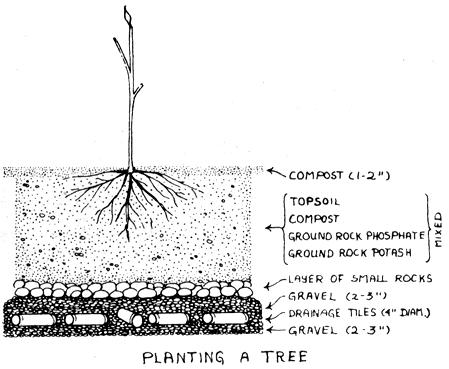 COMPOST (1-2")
TOPSOIL
COMPOST
GROUND ROCK PHOSPHATE
GROUND ROCK POTASH
MIXED
LAYER OF SMALL ROCKS
GRAVEL (2-3")
DRAINAGE TILES (4" DIAM.)
GRAVEL (2-3")
PLANTING A TREE